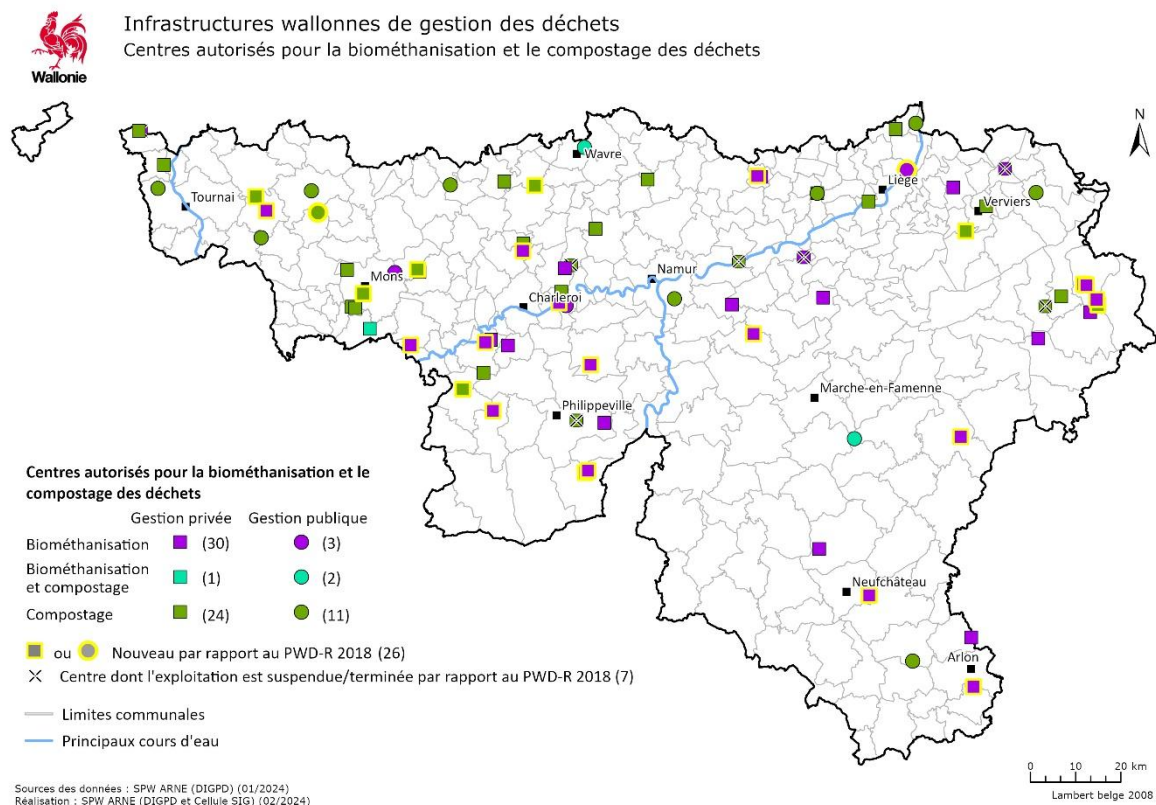 Infrastructures wallonnes de gestion des déchets
Centres autorisés pour la biométhanisation et le compostage des déchets
Wallonie
N
Wavre
Liège
Tournai
Verviers
Mons
Namur
Charleroi
Marche-en-Famenne
Philippeville
Neufchâteau
Arlon
Centres autorisés pour la biométhanisation et le
compostage des déchets
Gestion privée Gestion publique
Biométhanisation (30) (3)
Biométhanisation
et compostage (1) (2)
Compostage (24) (11)
ou Nouveau par rapport au PWD-R 2018 (26)
Centre dont l'exploitation est suspendue/terminée par rapport au PWD-R 2018 (7)
Limites communales
Principaux cours d'eau
0 10 20 km
Lambert belge 2008
Sources des données : SPW ARNE (DIGPD) (01/2024)
Réalisation : SPW ARNE (DIGPD et Cellule SIG) (02/2024)